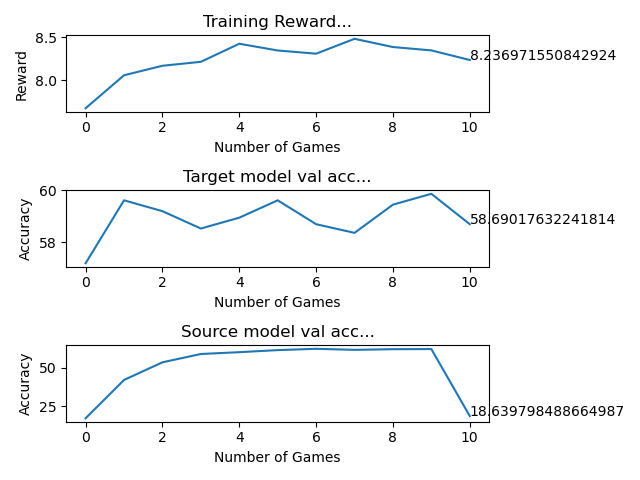 Training Reward...
8.5
8.0
Reward
8.236971550842924
0 2 4 6 8 10
Number of Games
Target model val acc...
60
58
Accuracy
58.69017632241814
0 2 4 6 8 10
Number of Games
Source model val acc...
50
25
Accuracy
18.639798488664987
0 2 4 6 8 10
Number of Games